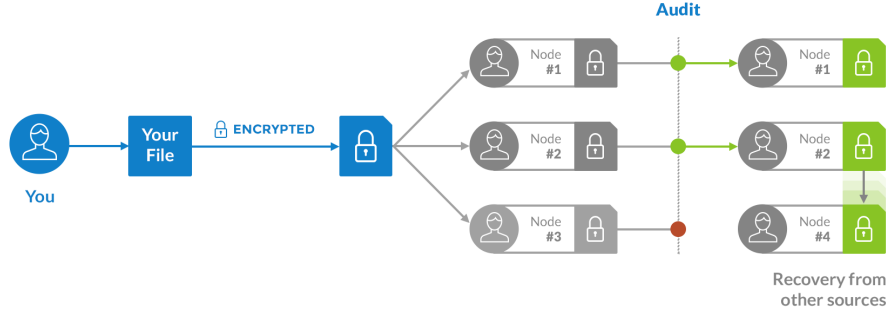 Audit
Node
#1
Node
#1
Your
File
ENCRYPTED
Node
#2
Node
#2
You
Node
#3
Node
#4
Recovery from
other sources